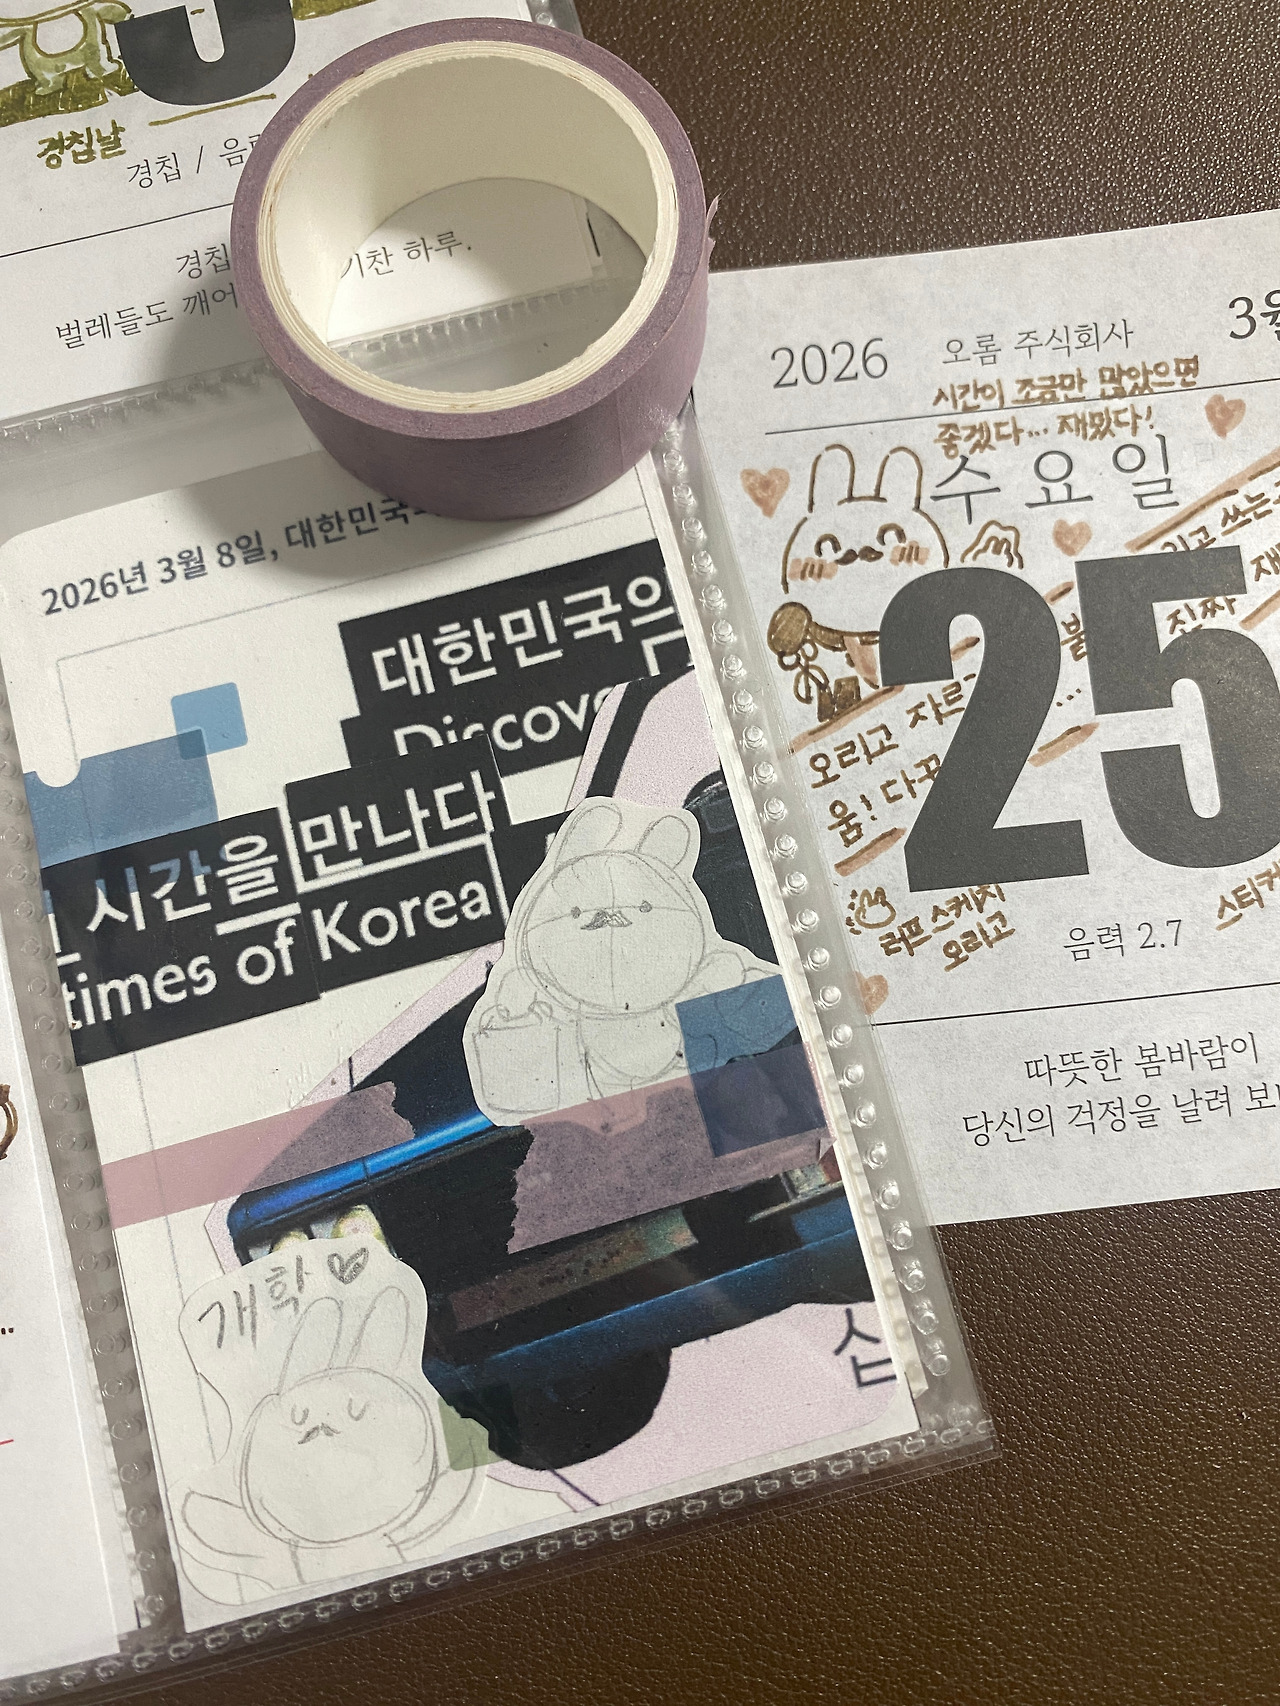 경칩날
경칩 / 음
경칩
기찬 하루.
벌레들도 깨어
2026 오롬 주식회사 3월
시간이 조금만 많았으면
좋겠다... 재밌다!
수요일
25
쓰는
진짜
오리고 자르
움! 다꾸
러프 스케치
오리고
스티커
음력 2.7
따뜻한 봄바람이
당신의 걱정을 날려 보
2026년 3월 8일, 대한민국
대한민국의
Discove
시간을 만나다
times of Korea
개학
십